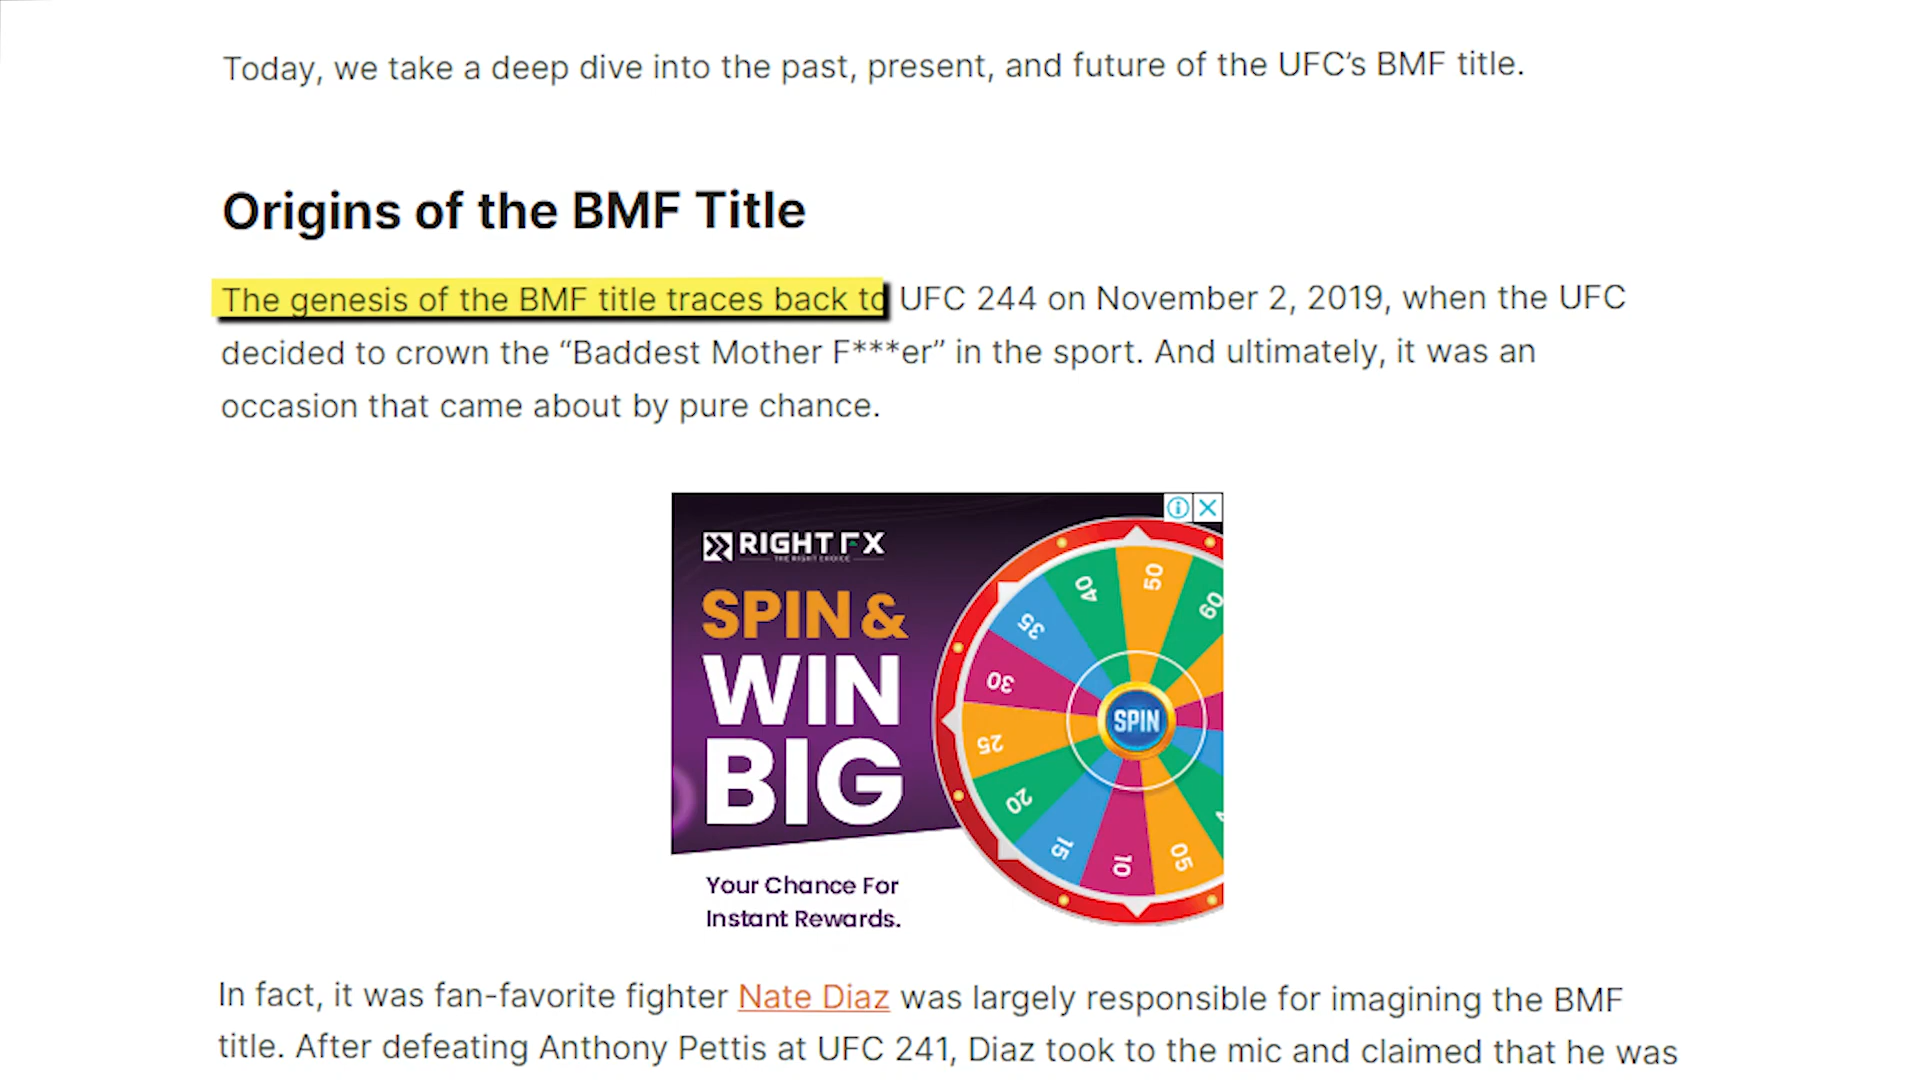 Today, we take a deep dive into the past, present, and future of the UFC’s BMF title.
Origins of the BMF Title
The genesis of the BMF title traces back to UFC 244 on November 2, 2019, when the UFC
decided to crown the “Baddest Mother F***er” in the sport. And ultimately, it was an
occasion that came about by pure chance.
RIGHT FX
THE RIGHT CHOICE
SPIN &
WIN
BIG
Your Chance For
Instant Rewards.
50
60
40
35
30
25
20
15
10
05
SPIN
In fact, it was fan-favorite fighter Nate Diaz was largely responsible for imagining the BMF
title. After defeating Anthony Pettis at UFC 241, Diaz took to the mic and claimed that he was